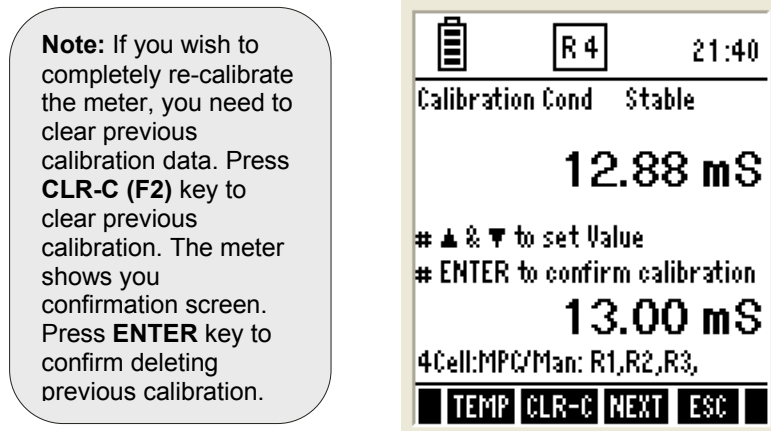 Note: If you wish to
completely re-calibrate
the meter, you need to
clear previous
calibration data. Press
CLR-C (F2) key to
clear previous
calibration. The meter
shows you
confirmation screen.
Press ENTER key to
confirm deleting
previous calibration.
R 4 21:40
Calibration Cond Stable
12.88 mS
# ▲ & ▼ to set Value
# ENTER to confirm calibration
13.00 mS
4Cell:MPC/Man: R1,R2,R3,
TEMP CLR-C NEXT ESC